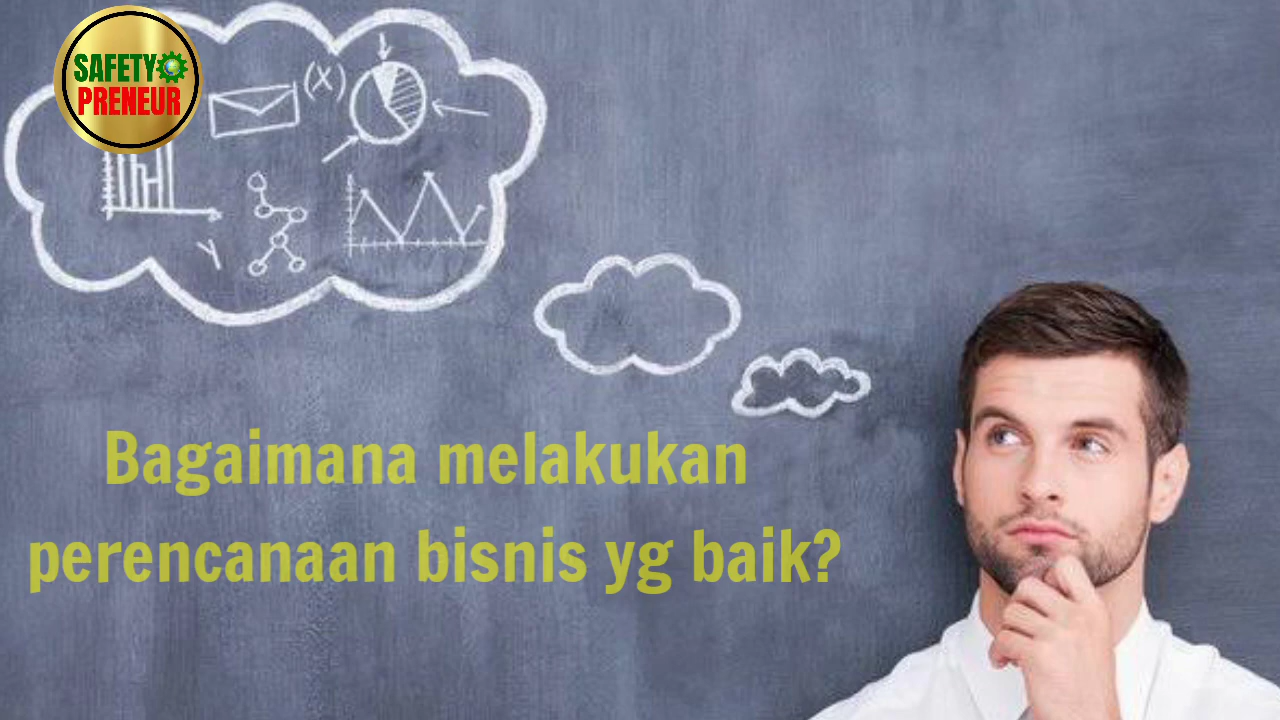 SAFETY
PRENEUR
(X)
Y
Bagaimana melakukan
perencanaan bisnis yg baik?